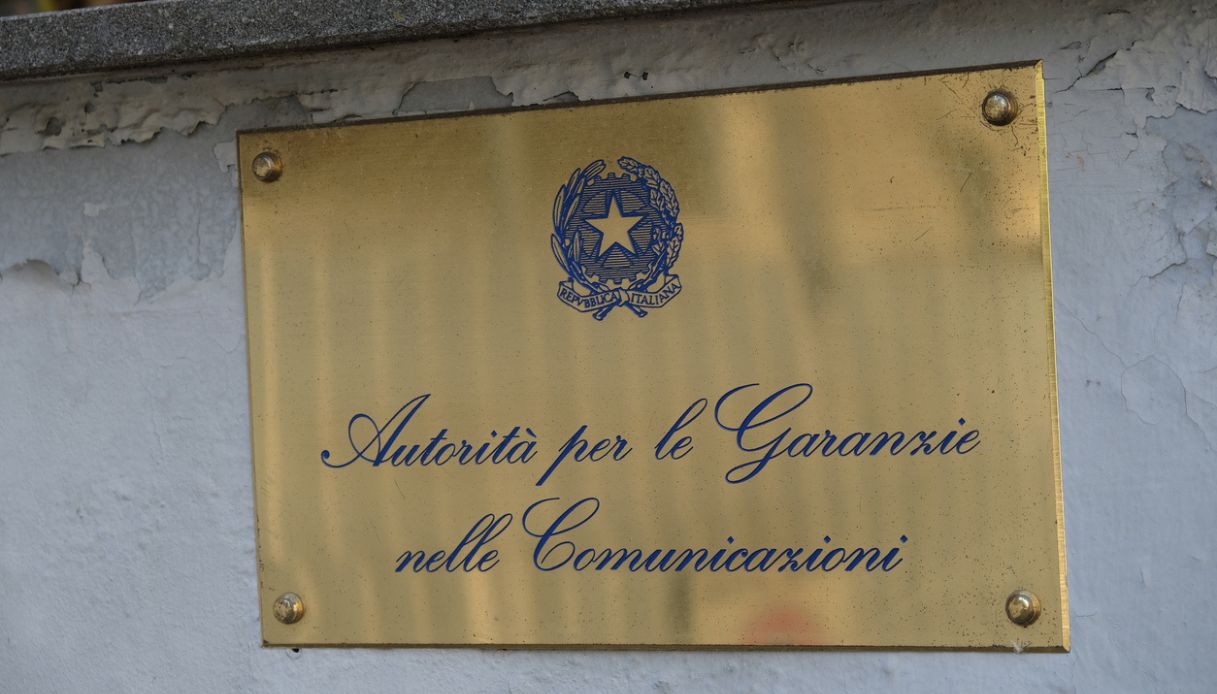 REPVBBLICA ITALIANA
Autorità per le Garanzie
nelle Comunicazioni